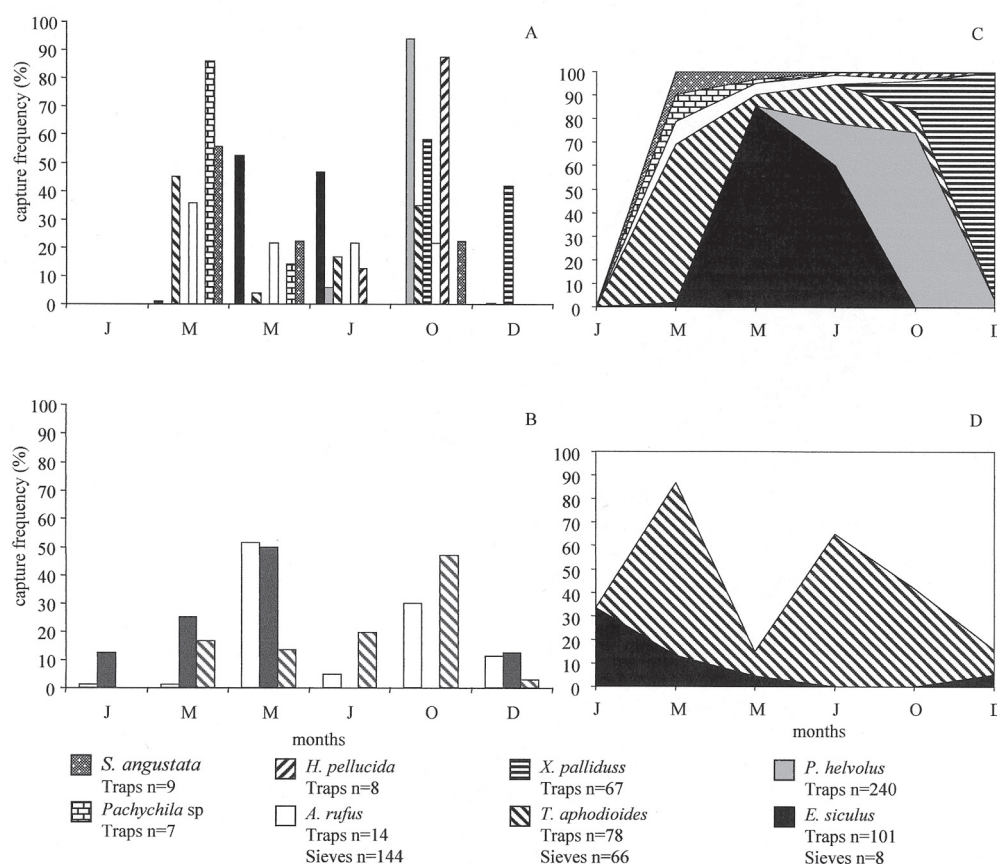 A
capture frequency (%)
100
90
80
70
60
50
40
30
20
10
0
J M M J O D
C
100
90
80
70
60
50
40
30
20
10
0
J M M J O D
B
capture frequency (%)
100
90
80
70
60
50
40
30
20
10
0
J M M J O D
months
D
100
90
80
70
60
50
40
30
20
10
0
J M M J O D
months
S. angustata
Traps n=9
Pachychila sp
Traps n=7
H. pellucida
Traps n=8
A. rufus
Traps n=14
Sieves n=144
X. palliduss
Traps n=67
T. aphodioides
Traps n=78
Sieves n=66
P. helvolus
Traps n=240
E. siculus
Traps n=101
Sieves n=8